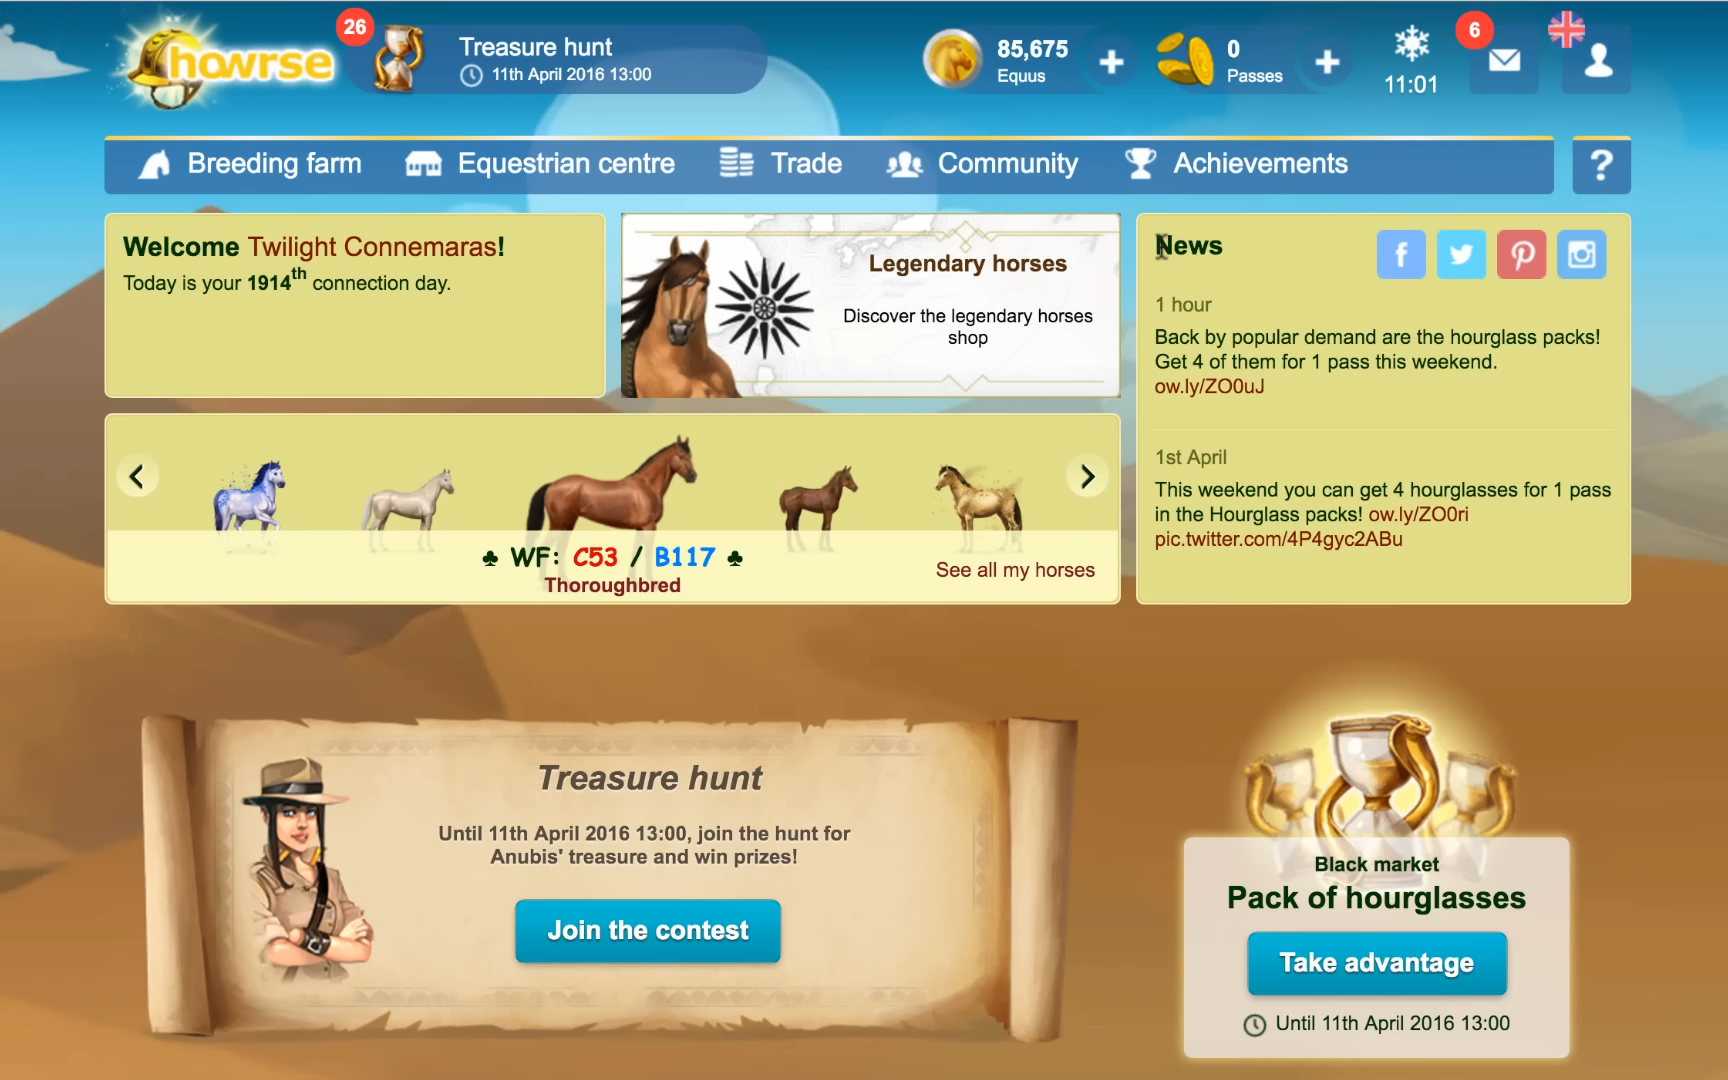 howrse
26
Treasure hunt
11th April 2016 13:00
85,675
Equus
0
Passes
11:01
6
Breeding farm
Equestrian centre
Trade
Community
Achievements
?
Welcome Twilight Connemaras!
Today is your 1914th connection day.
Legendary horses
Discover the legendary horses
shop
News
1 hour
Back by popular demand are the hourglass packs!
Get 4 of them for 1 pass this weekend.
ow.ly/ZO0uJ
1st April
This weekend you can get 4 hourglasses for 1 pass
in the Hourglass packs! ow.ly/ZO0ri
pic.twitter.com/4P4gyc2ABu
♣ WF: C53 / B117 ♣
Thoroughbred
See all my horses
Treasure hunt
Until 11th April 2016 13:00, join the hunt for
Anubis' treasure and win prizes!
Join the contest
Black market
Pack of hourglasses
Take advantage
Until 11th April 2016 13:00